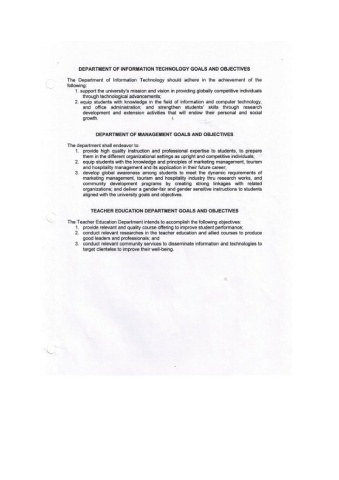 DEPARTMENT OF INFORMATION TECHNOLOGY GOALS AND OBJECTIVES
The Department of Information Technology should adhere in the achievement of the
following:
1. support the university's mission and vision in providing globally competitive individuals
through technological advancements;
2. equip students with knowledge in the field of information and computer technology,
and office administration; and strengthen students' skills through research
development and extension activities that will endow their personal and social
growth.
DEPARTMENT OF MANAGEMENT GOALS AND OBJECTIVES
The department shall endeavor to:
1. provide high quality instruction and professional expertise to students, to prepare
them in the different organizational settings as upright and competitive individuals;
2. equip students with the knowledge and principles of marketing management, tourism
and hospitality management and its application in their future career;
3. develop global awareness among students to meet the dynamic requirements of
marketing management, tourism and hospitality industry thru research works, and
community development programs by creating strong linkages with related
organizations; and deliver a gender-fair and gender sensitive instructions to students
aligned with the university goals and objectives.
TEACHER EDUCATION DEPARTMENT GOALS AND OBJECTIVES
The Teacher Education Department intends to accomplish the following objectives:
1. provide relevant and quality course offering to improve student performance;
2. conduct relevant researches in the teacher education and allied courses to produce
good leaders and professionals; and
3. conduct relevant community services to disseminate information and technologies to
target clienteles to improve their well-being.